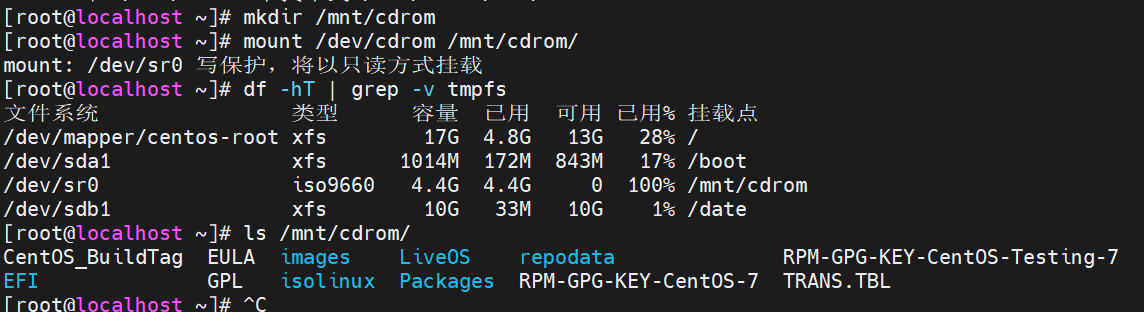 [root@localhost ~]# mkdir /mnt/cdrom
[root@localhost ~]# mount /dev/cdrom /mnt/cdrom/
mount: /dev/sr0 写保护，将以只读方式挂载
[root@localhost ~]# df -hT | grep -v tmpfs
文件系统                类型      容量  已用  可用 已用% 挂载点
/dev/mapper/centos-root xfs        17G  4.8G   13G   28% /
/dev/sda1               xfs      1014M  172M  843M   17% /boot
/dev/sr0                iso9660   4.4G  4.4G     0  100% /mnt/cdrom
/dev/sdb1               xfs        10G   33M   10G    1% /date
[root@localhost ~]# ls /mnt/cdrom/
CentOS_BuildTag  EULA  images    LiveOS    repodata              RPM-GPG-KEY-CentOS-Testing-7
EFI              GPL   isolinux  Packages  RPM-GPG-KEY-CentOS-7  TRANS.TBL
[root@localhost ~]# ^C